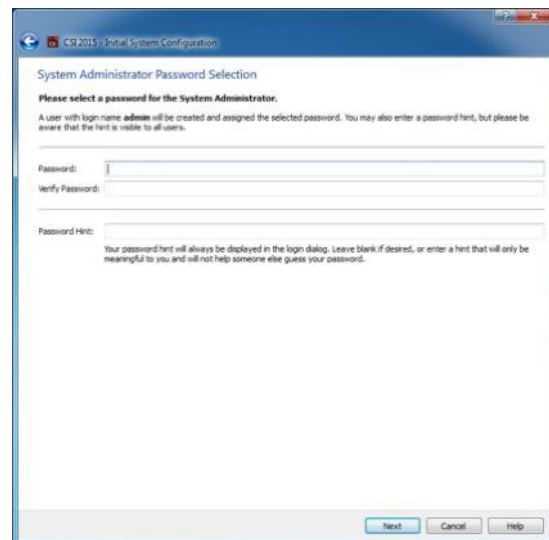 CSI 2015 - Initial System Configuration
System Administrator Password Selection
Please select a password for the System Administrator.
A user with login name admin will be created and assigned the selected password. You may also enter a password hint, but please be
aware that the hint is visible to all users.
Password:
Verify Password:
Password Hint:
Your password hint will always be displayed in the login dialog. Leave blank if desired, or enter a hint that will only be
meaningful to you and will not help someone else guess your password.
Next Cancel Help